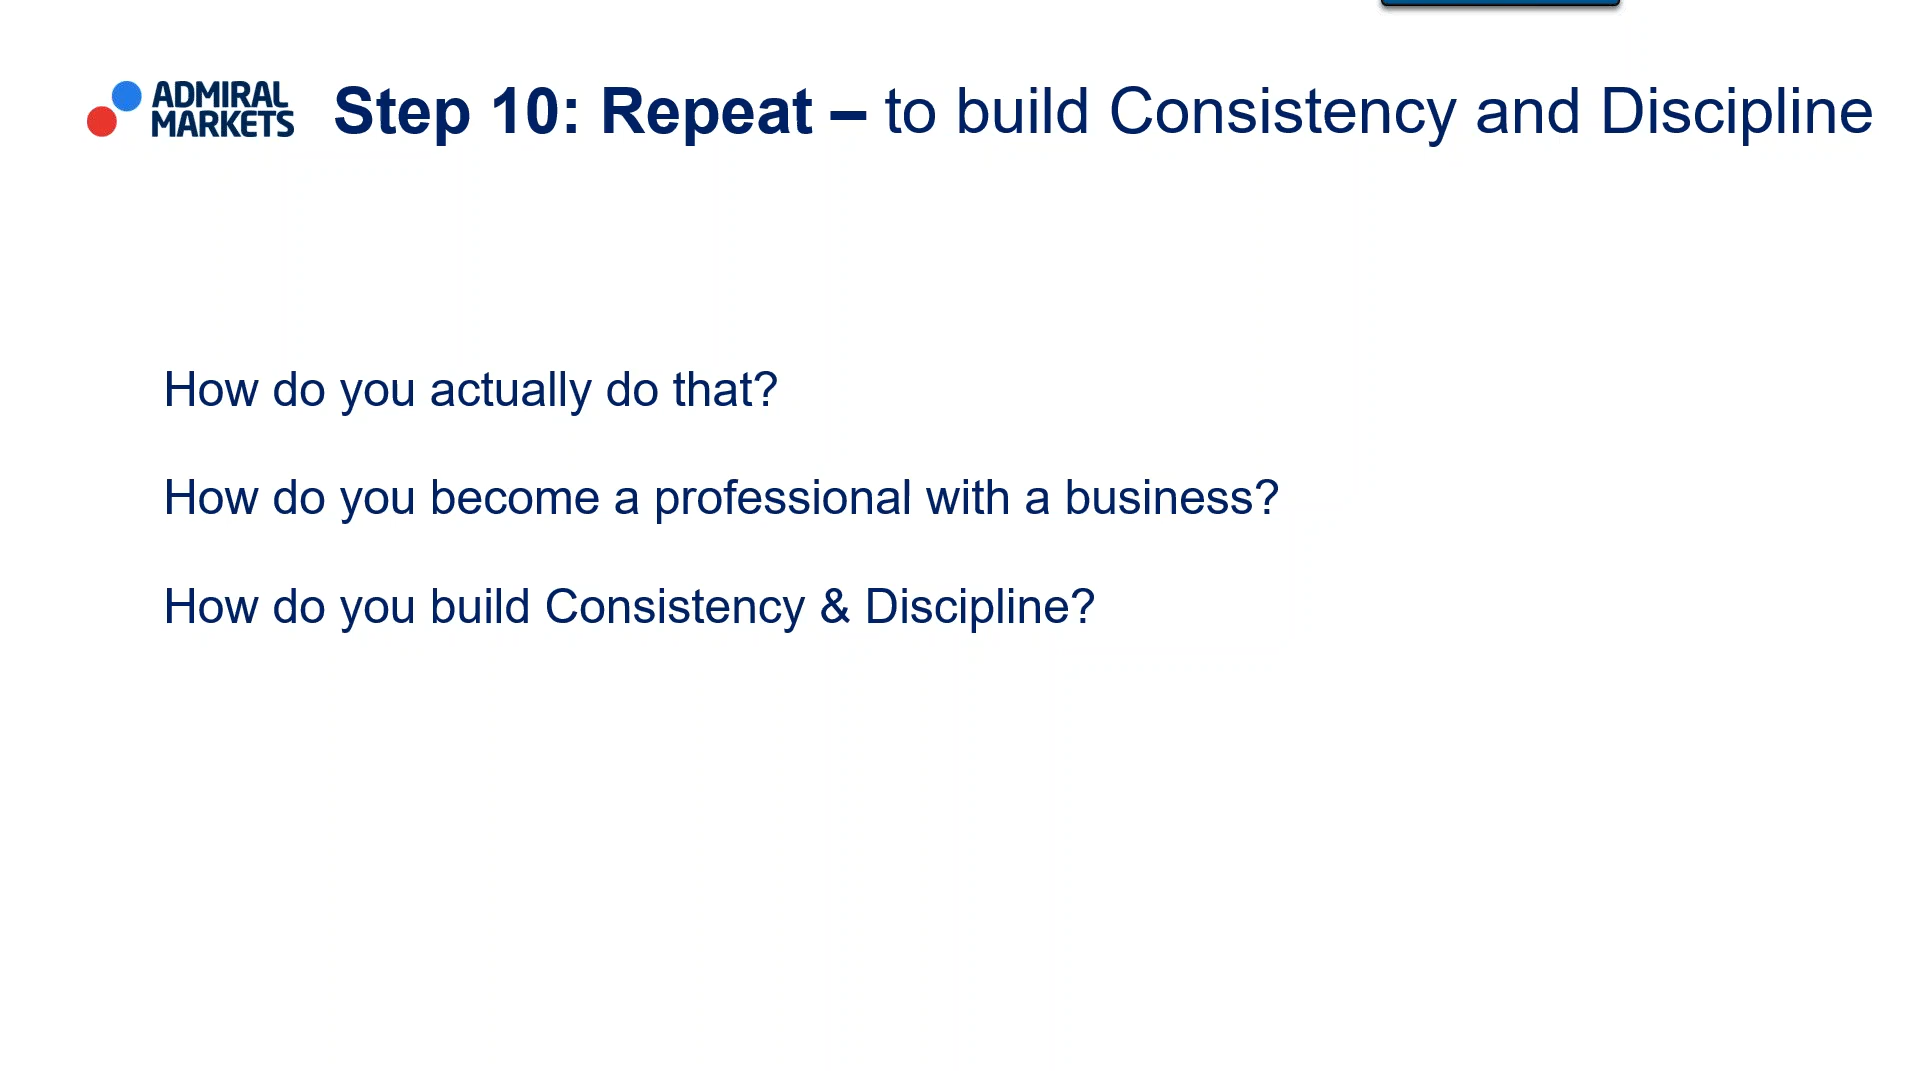 ADMIRAL
MARKETS
Step 10: Repeat – to build Consistency and Discipline
How do you actually do that?
How do you become a professional with a business?
How do you build Consistency & Discipline?